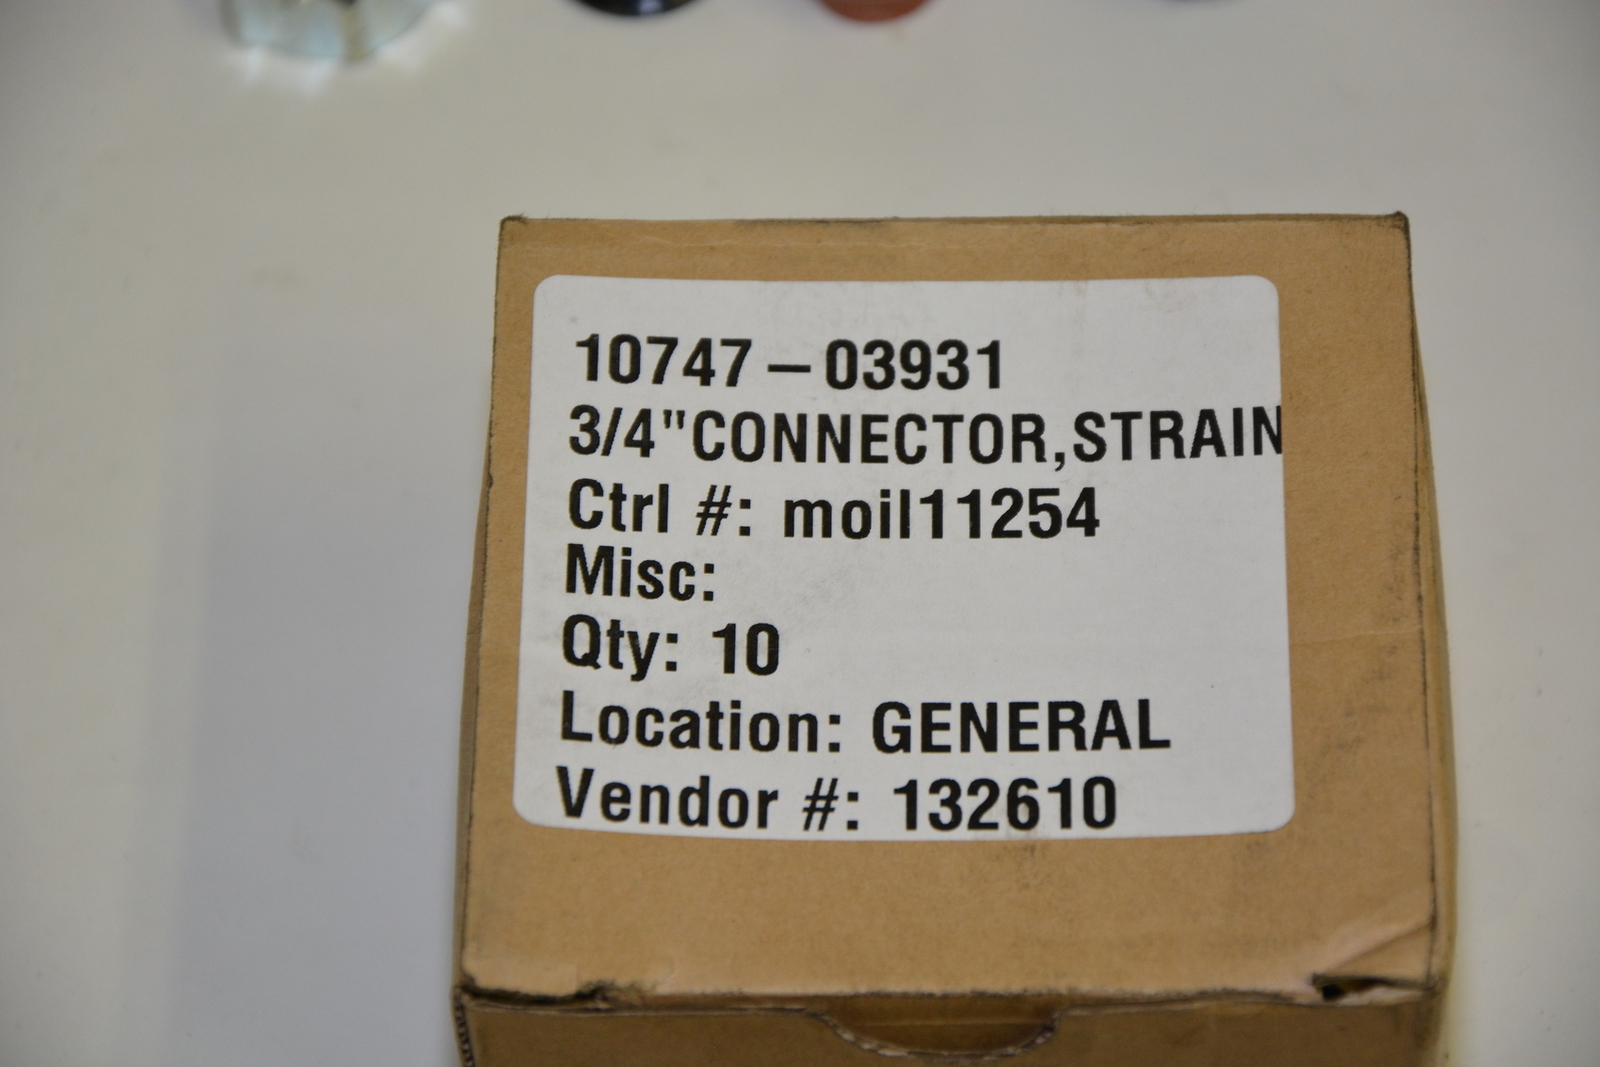 10747-03931
3/4"CONNECTOR,STRAIN
Ctrl #: moil11254
Misc:
Qty: 10
Location: GENERAL
Vendor #: 132610